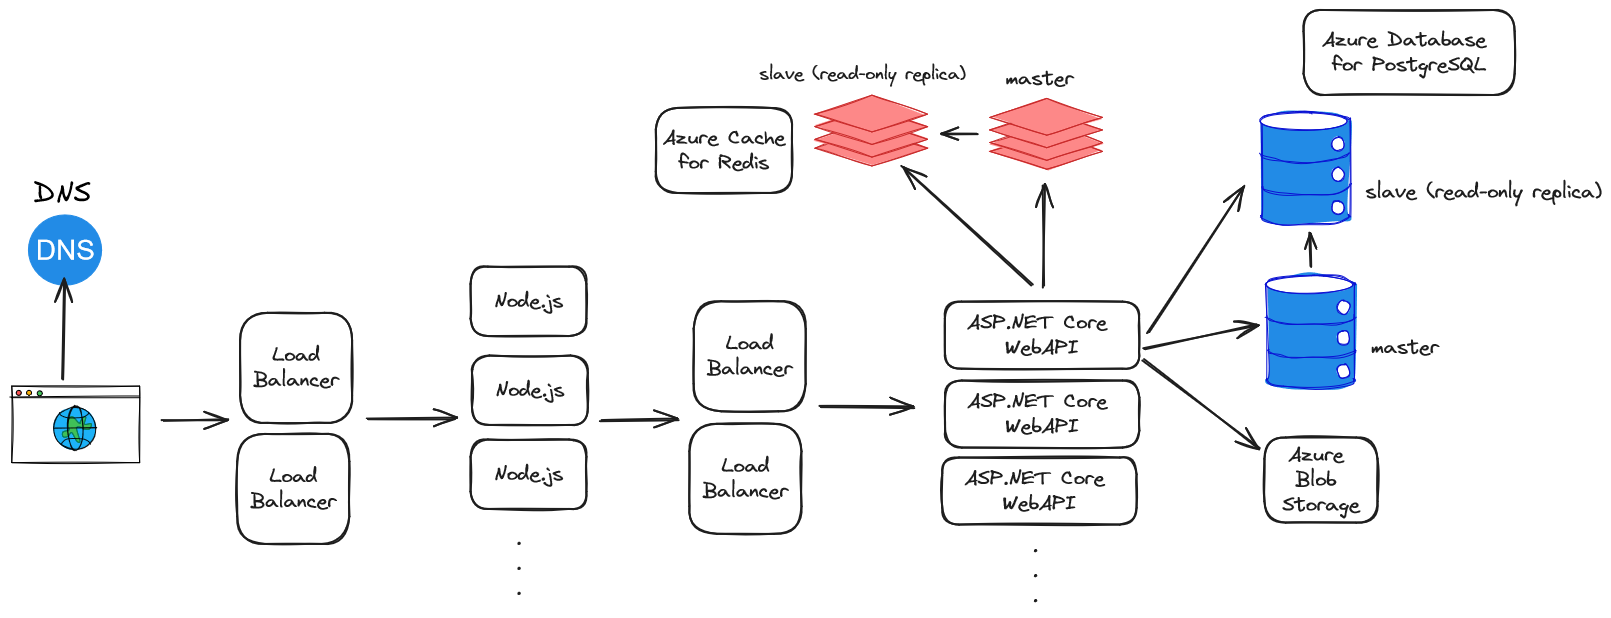 DNS
DNS
Load
Balancer
Load
Balancer
Node.js
Node.js
Node.js
Load
Balancer
Load
Balancer
ASP.NET Core
WebAPI
ASP.NET Core
WebAPI
ASP.NET Core
WebAPI
Azure Cache
for Redis
slave (read-only replica)
master
Azure Database
for PostgreSQL
slave (read-only replica)
master
Azure
Blob
Storage